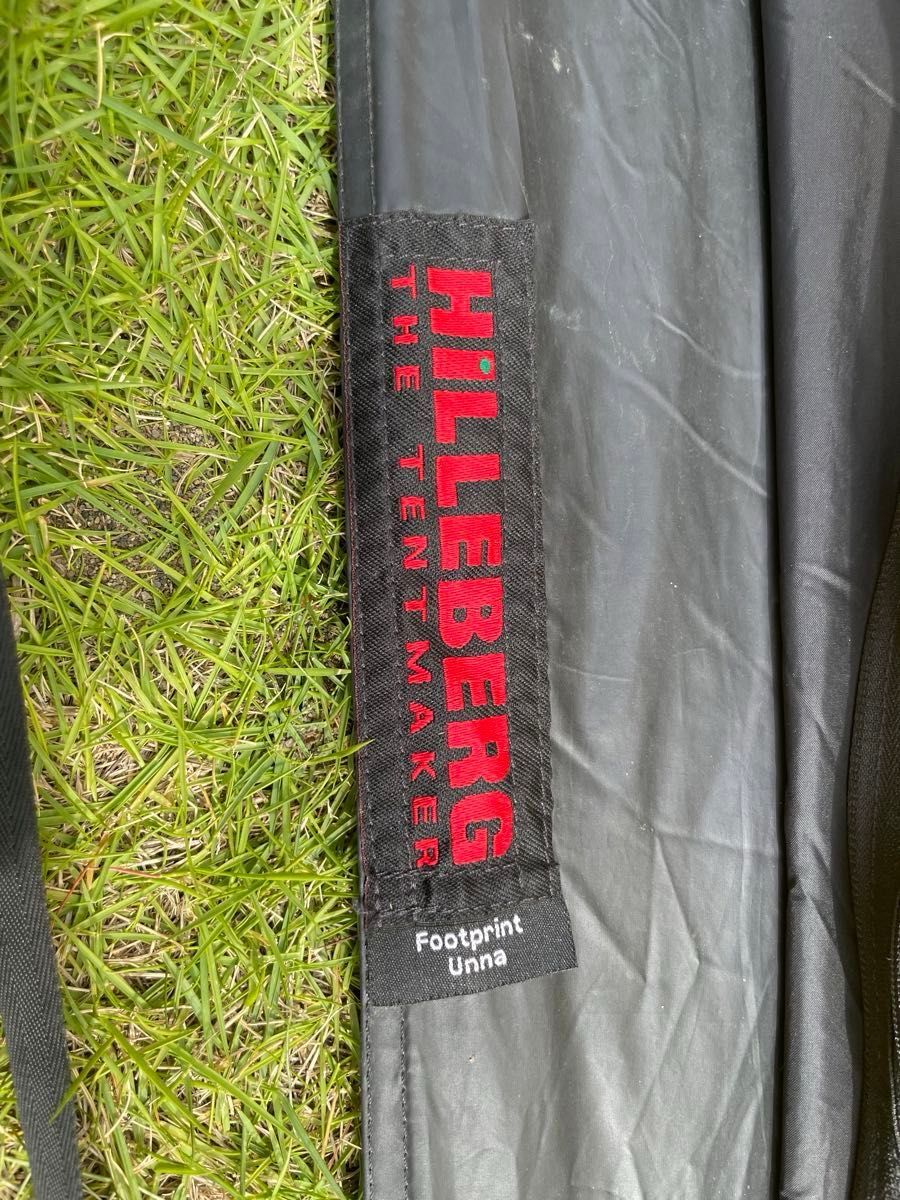 HILLEBERG
THE TENTMAKER
Footprint
Unna